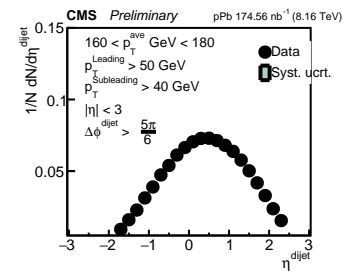 CMS Preliminary pPb 174.56 nb⁻¹ (8.16 TeV)
0.15
160 < p_T^ave GeV < 180
p_T^Leading > 50 GeV
p_T^Subleading > 40 GeV
|η| < 3
Δφ^dijet > 5π/6
Data
Syst. ucrt.
1/N dN/dη^dijet
0.1
0.05
−3 −2 −1 0 1 2 3
η^dijet